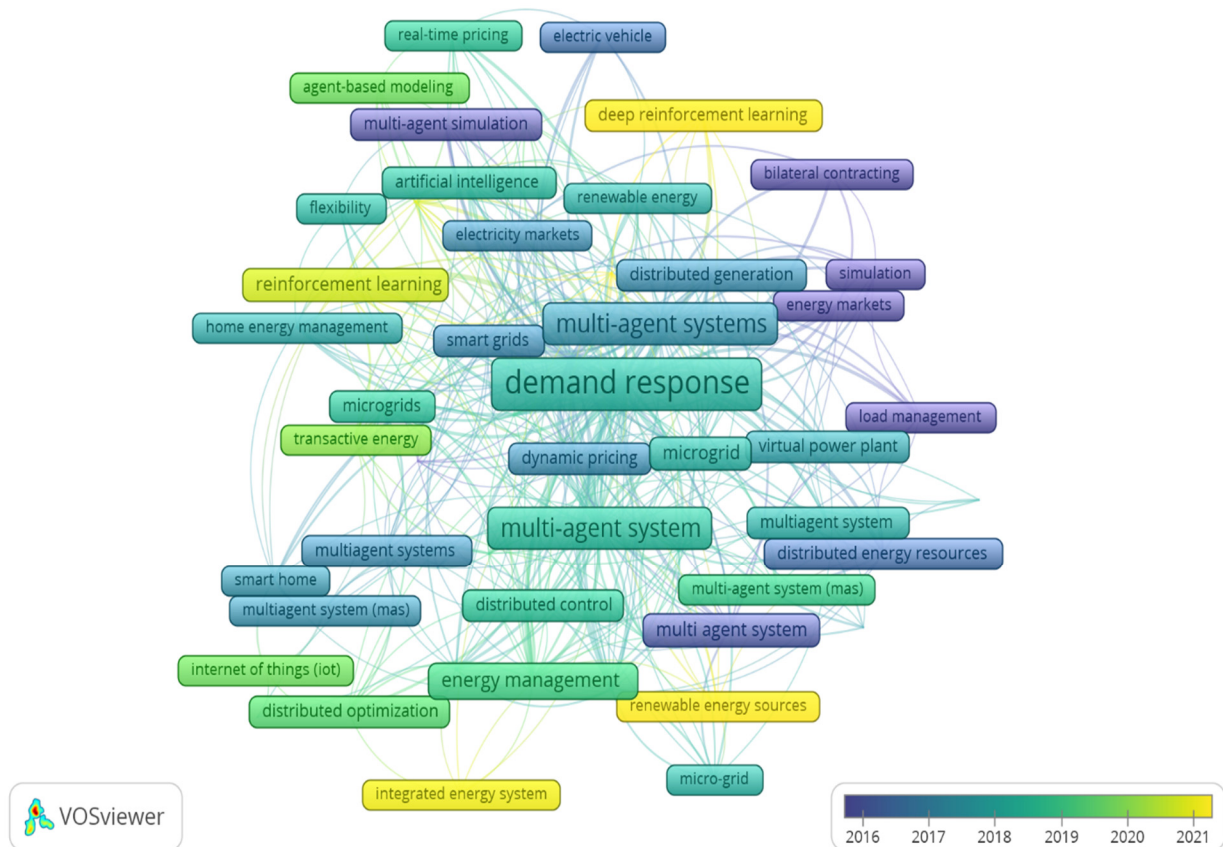 real-time pricing
electric vehicle
agent-based modeling
deep reinforcement learning
multi-agent simulation
bilateral contracting
artificial intelligence
renewable energy
flexibility
electricity markets
distributed generation
simulation
reinforcement learning
energy markets
home energy management
multi-agent systems
smart grids
demand response
microgrids
load management
transactive energy
virtual power plant
microgrid
dynamic pricing
multi-agent system
multiagent system
multiagent systems
distributed energy resources
smart home
multi-agent system (mas)
multiagent system (mas)
distributed control
multi agent system
internet of things (iot)
energy management
renewable energy sources
distributed optimization
micro-grid
integrated energy system
VOSviewer
2016 2017 2018 2019 2020 2021